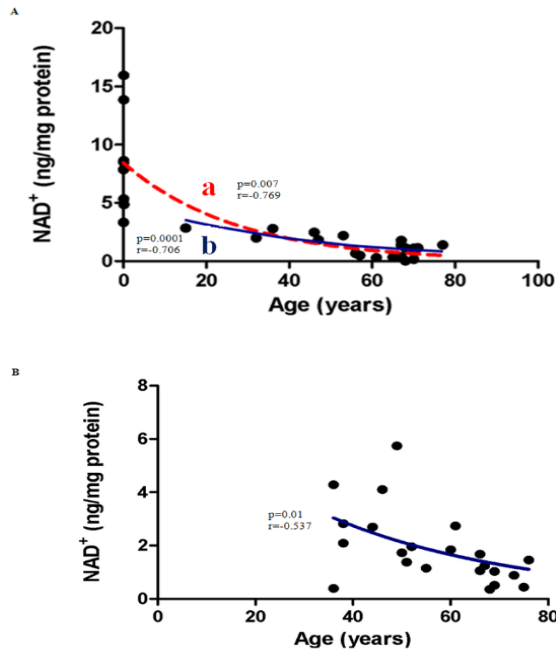 A
20
15
10
5
0
NAD+ (ng/mg protein)
a
p=0.007
r=-0.769
p=0.0001
r=-0.706
b
0 20 40 60 80 100
Age (years)
B
8
6
4
2
0
NAD+ (ng/mg protein)
p=0.01
r=-0.537
0 20 40 60 80
Age (years)